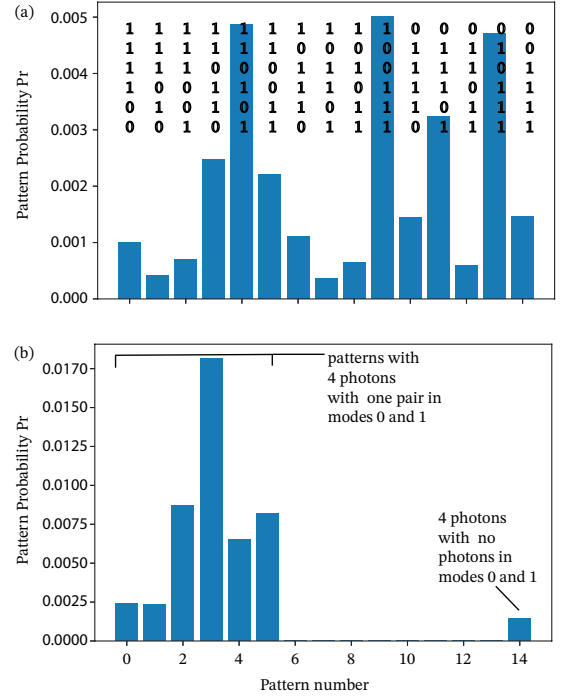 (a)
0.005
1 1 1 1 1 1 1 1 1 1 0 0 0 0 0
1 1 1 1 1 1 0 0 0 0 1 1 1 1 0
0.004
1 1 1 0 0 0 1 1 1 0 1 1 1 0 1
1 0 0 1 1 0 1 1 0 1 1 1 0 1 1
0 1 0 1 0 1 1 0 1 1 1 0 1 1 1
0.003
0 0 1 0 1 1 0 1 1 1 0 1 1 1 1
0.002
0.001
0.000
Pattern Probability Pr
(b)
0.0170
0.0150
0.0125
0.0100
0.0075
0.0050
0.0025
0.0000
Pattern Probability Pr
patterns with
4 photons
with one pair in
modes 0 and 1
4 photons
with no
photons in
modes 0 and 1
0 2 4 6 8 10 12 14
Pattern number